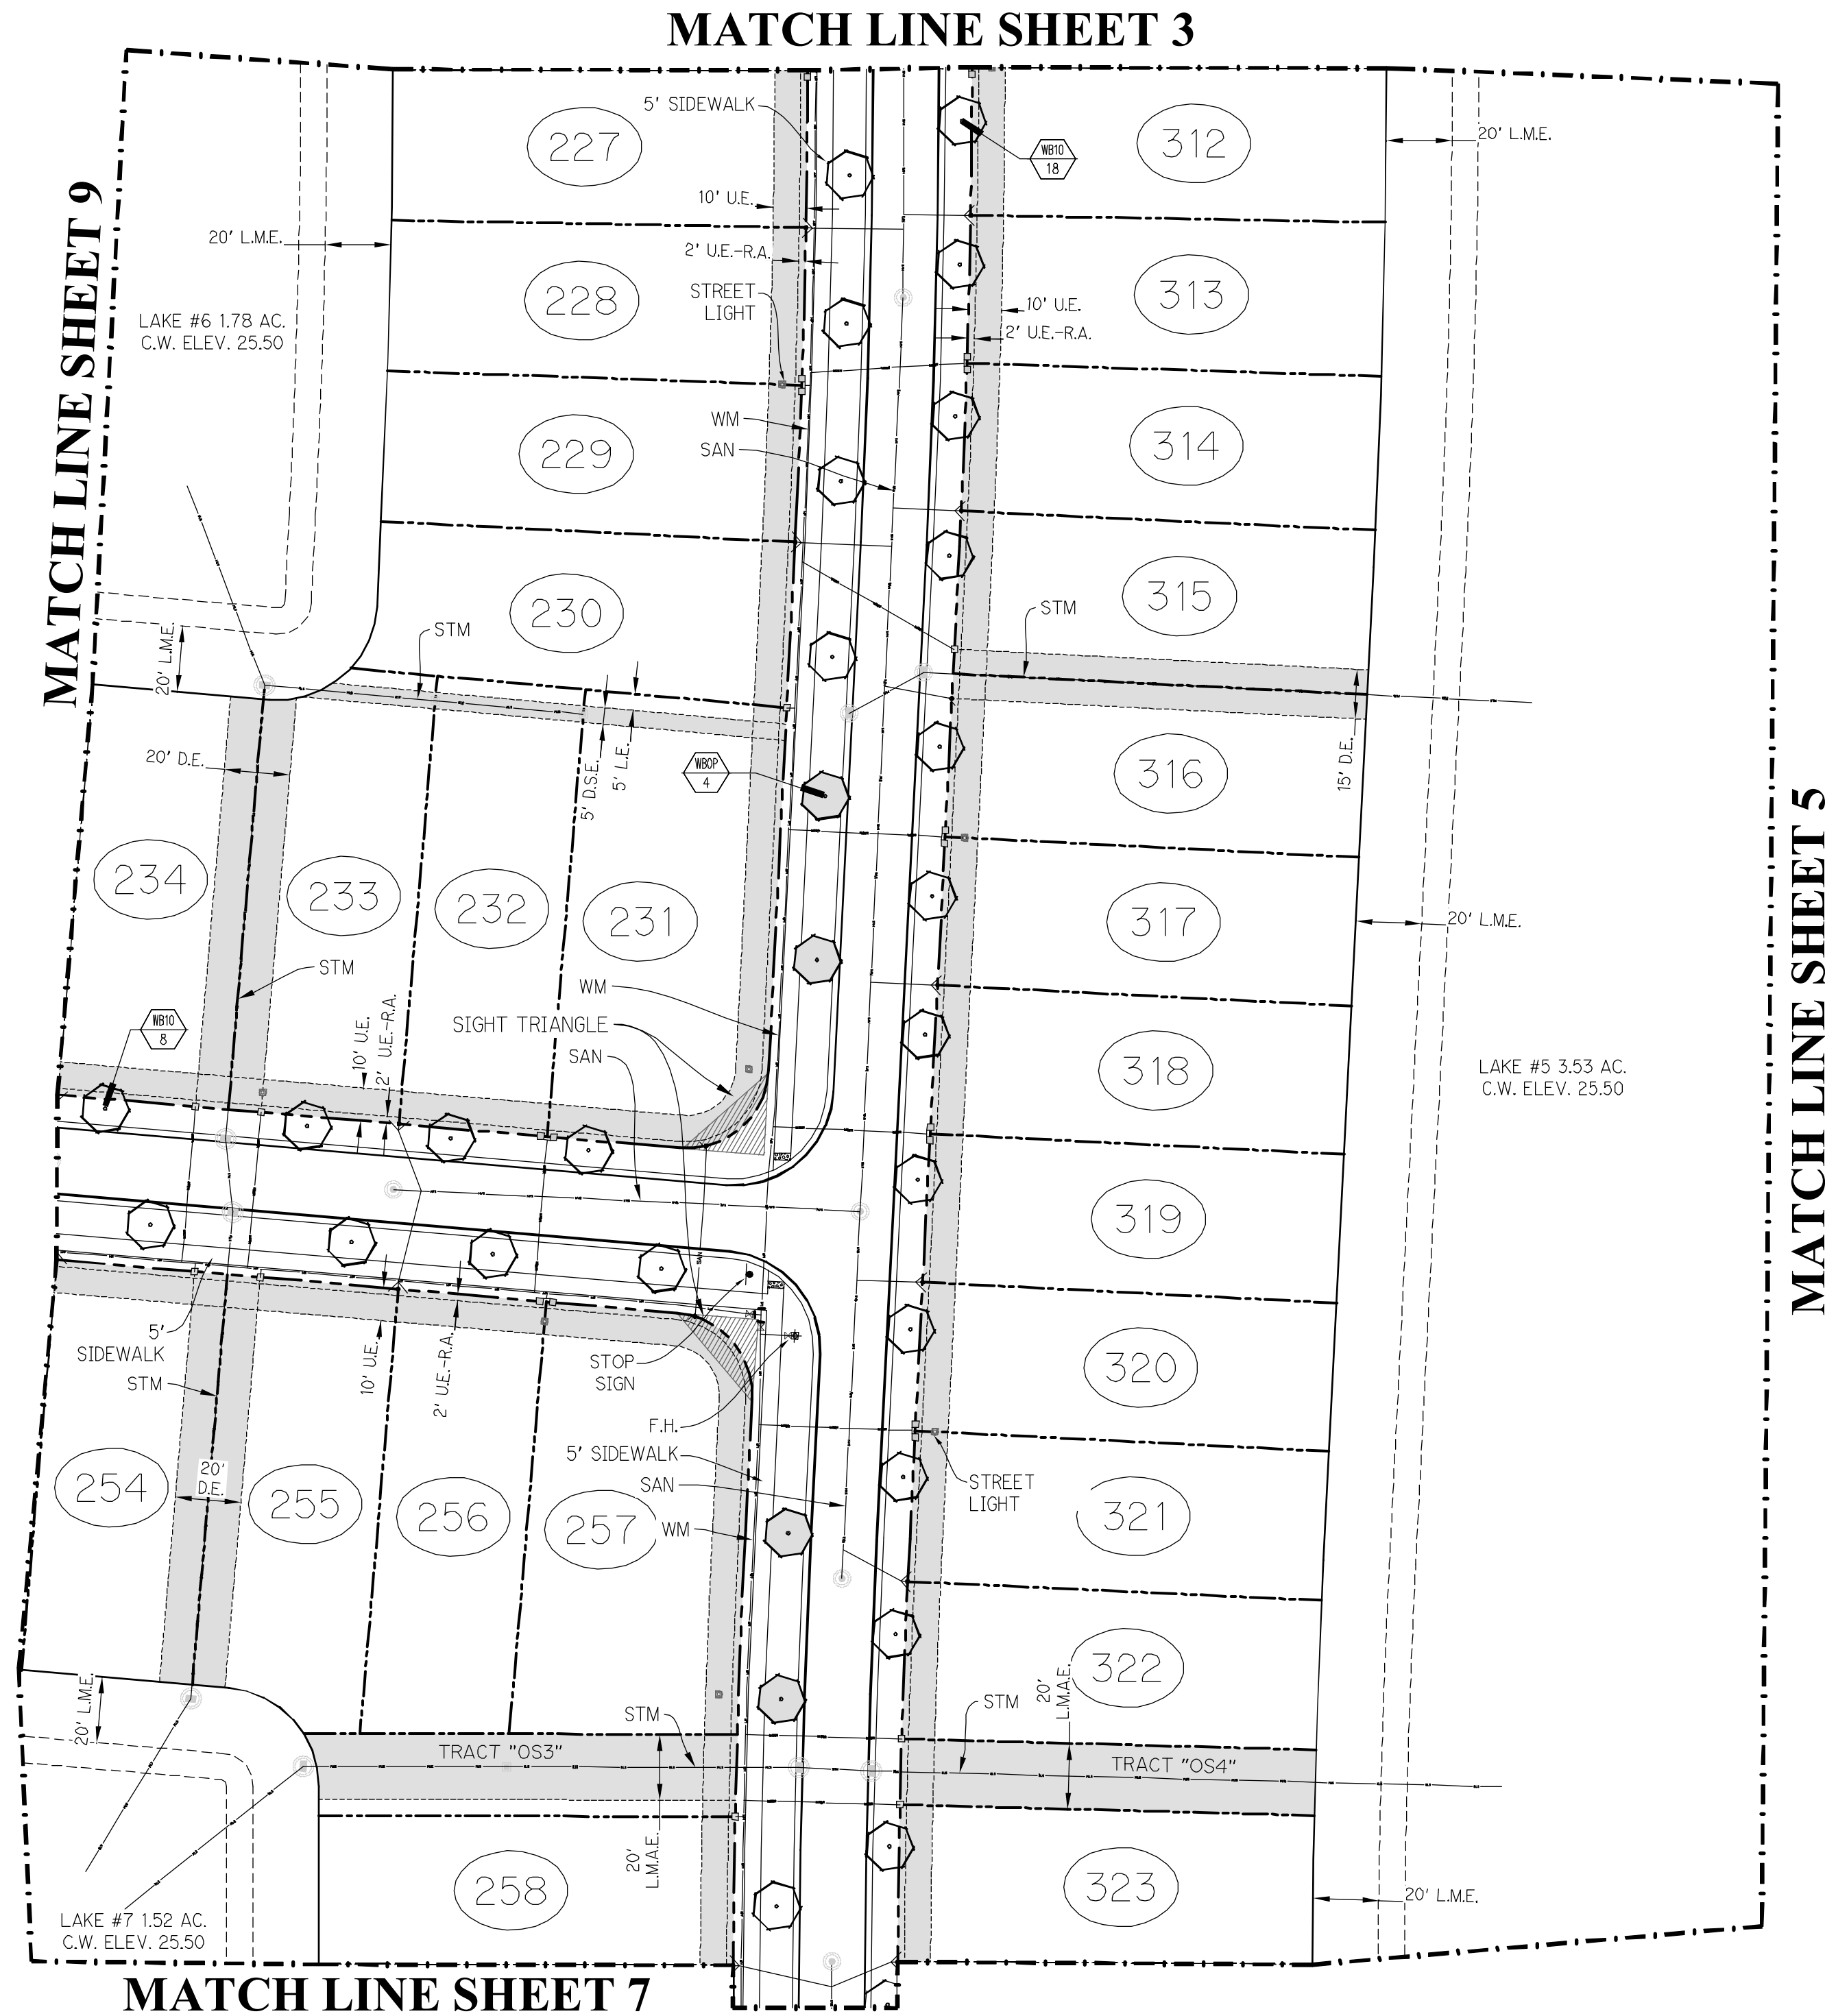 MATCH LINE SHEET 3
5' SIDEWALK
227
312
20' L.M.E.
WB10
18
MATCH LINE SHEET 9
10' U.E.
20' L.M.E.
2' U.E.-R.A.
228
STREET
LIGHT
313
10' U.E.
2' U.E.-R.A.
LAKE #6 1.78 AC.
C.W. ELEV. 25.50
WM
SAN
229
314
230
315
STM
STM
20' L.M.E.
5' D.S.E.
5' L.E.
20' D.E.
WBOP
4
316
15' D.E.
MATCH LINE SHEET 5
234
233
232
231
317
20' L.M.E.
STM
WM
SIGHT TRIANGLE
SAN
WB10
8
10' U.E.
2' U.E.-R.A.
318
LAKE #5 3.53 AC.
C.W. ELEV. 25.50
319
SAN
5'
SIDEWALK
STM
10' U.E.
2' U.E.-R.A.
STOP
SIGN
320
F.H.
5' SIDEWALK
SAN
WM
STREET
LIGHT
254
20'
D.E.
255
256
257
321
322
20' L.M.E.
20'
L.M.A.E.
STM
STM
TRACT "OS3"
TRACT "OS4"
20'
L.M.A.E.
258
323
20' L.M.E.
LAKE #7 1.52 AC.
C.W. ELEV. 25.50
MATCH LINE SHEET 7